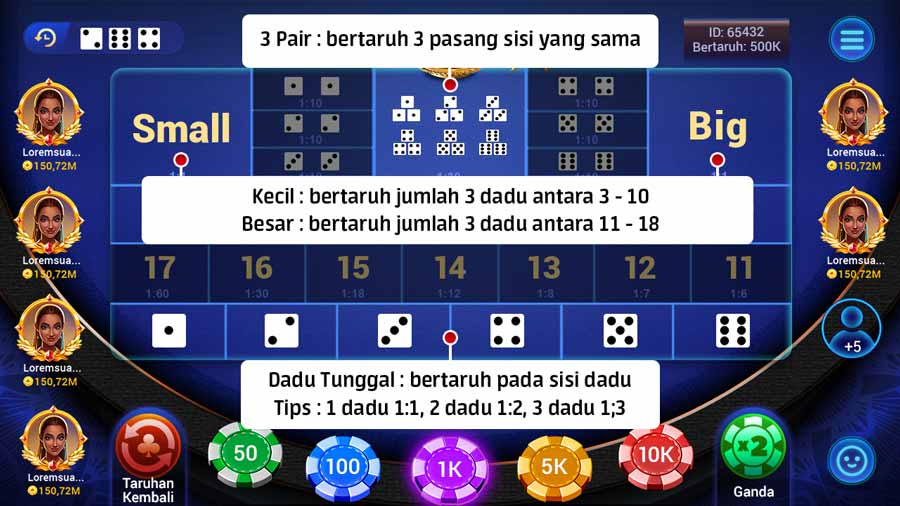 3 Pair : bertaruh 3 pasang sisi yang sama
ID: 65432
Bertaruh: 500K
Small
1:10
1:10
Big
1:10
1:10
Loremsua...
150,72M
Loremsua...
150,72M
Kecil : bertaruh jumlah 3 dadu antara 3 - 10
Besar : bertaruh jumlah 3 dadu antara 11 - 18
Loremsua...
150,72M
Loremsua...
150,72M
17 16 15 14 13 12 11
1:60 1:30 1:18 1:12 1:8 1:7 1:6
Loremsua...
150,72M
+5
Dadu Tunggal : bertaruh pada sisi dadu
Tips : 1 dadu 1:1, 2 dadu 1:2, 3 dadu 1;3
150,72M
Loremsua...
Taruhan
Kembali
50
100
1K
5K
10K
x2
Ganda